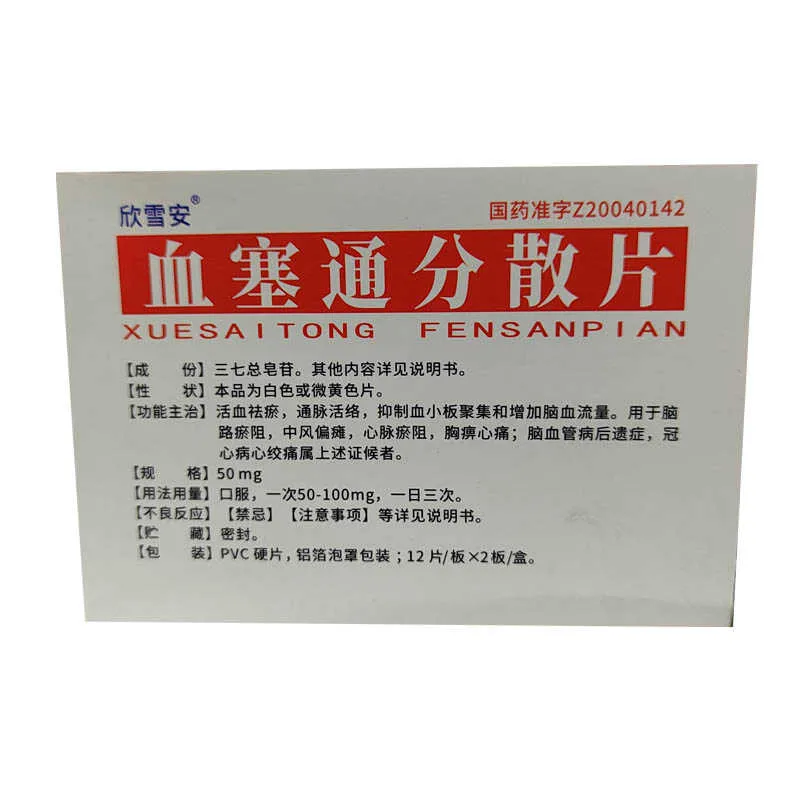 欣雪安®
国药准字Z20040142
血塞通分散片
XUESAITONG FENSANPIAN
【成 份】三七总皂苷。其他内容详见说明书。
【性 状】本品为白色或微黄色片。
【功能主治】活血祛瘀，通脉活络，抑制血小板聚集和增加脑血流量。用于脑
路瘀阻，中风偏瘫，心脉瘀阻，胸痹心痛；脑血管病后遗症，冠
心病心绞痛属上述证候者。
【规 格】50mg
【用法用量】口服，一次50-100mg，一日三次。
【不良反应】【禁忌】【注意事项】等详见说明书。
【贮 藏】密封。
【包 装】PVC硬片，铝箔泡罩包装；12片/板×2板/盒。